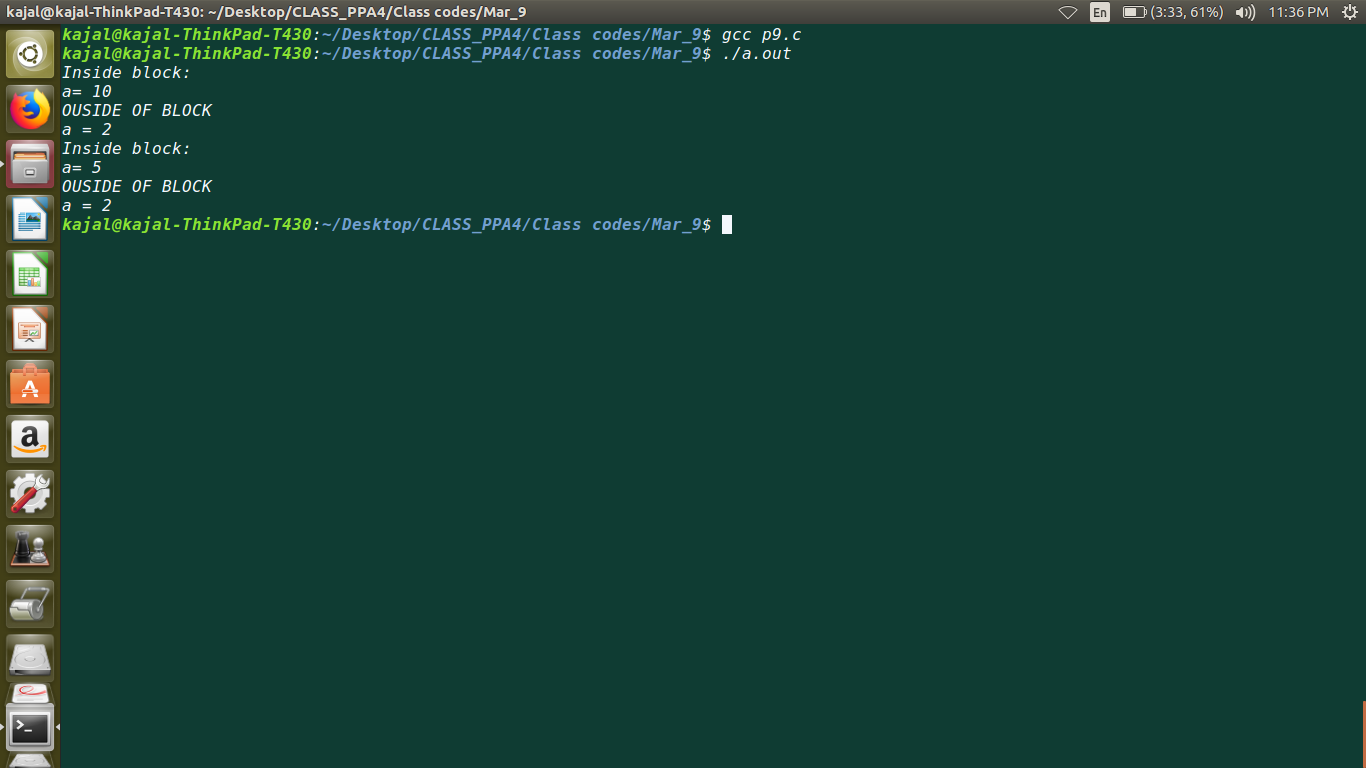 kajal@kajal-ThinkPad-T430: ~/Desktop/CLASS_PPA4/Class codes/Mar_9
En
(3:33, 61%)
11:36 PM
kajal@kajal-ThinkPad-T430:~/Desktop/CLASS_PPA4/Class codes/Mar_9$ gcc p9.c
kajal@kajal-ThinkPad-T430:~/Desktop/CLASS_PPA4/Class codes/Mar_9$ ./a.out
Inside block:
a= 10
OUSIDE OF BLOCK
a = 2
Inside block:
a= 5
OUSIDE OF BLOCK
a = 2
kajal@kajal-ThinkPad-T430:~/Desktop/CLASS_PPA4/Class codes/Mar_9$